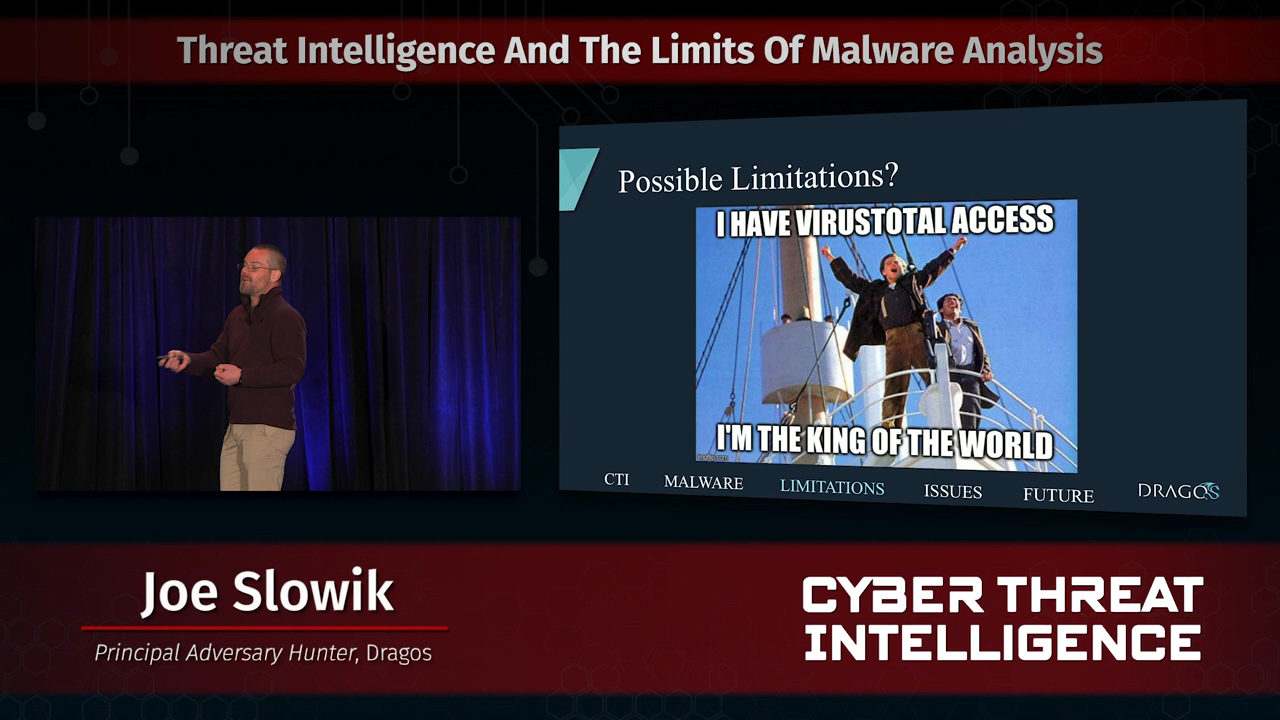 Threat Intelligence And The Limits Of Malware Analysis
Possible Limitations?
I HAVE VIRUSTOTAL ACCESS
I'M THE KING OF THE WORLD
CTI MALWARE LIMITATIONS ISSUES FUTURE DRAGOS
Joe Slowik
Principal Adversary Hunter, Dragos
CYBER THREAT
INTELLIGENCE